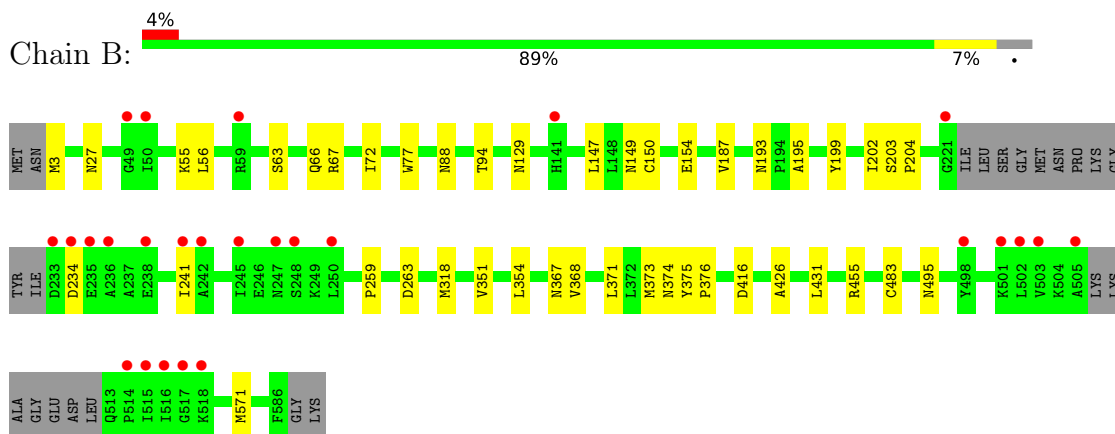 4%
Chain B:
89% 7% •
MET ASN M3 N27 G49 I50 K55 L56 R59 S63 Q66 R67 I72 W77 N88 T94 N129 H141 L147 L148 N149 C150 E154 V187 N193 P194 A195 Y199 I202 S203 P204 G221 ILE LEU SER GLY MET ASN PRO LYS GLY
TYR ILE D233 D234 E235 A236 A237 E238 I241 A242 I245 E246 N247 S248 K249 L250 P259 D263 M318 V351 L354 N367 V368 L371 L372 M373 N374 Y375 P376 D416 A426 L431 R455 C483 N495 Y498 K501 L502 V503 K504 A505 LYS LYS
ALA GLY GLU ASP LEU Q513 P514 I515 I516 G517 K518 M571 F586 GLY LYS